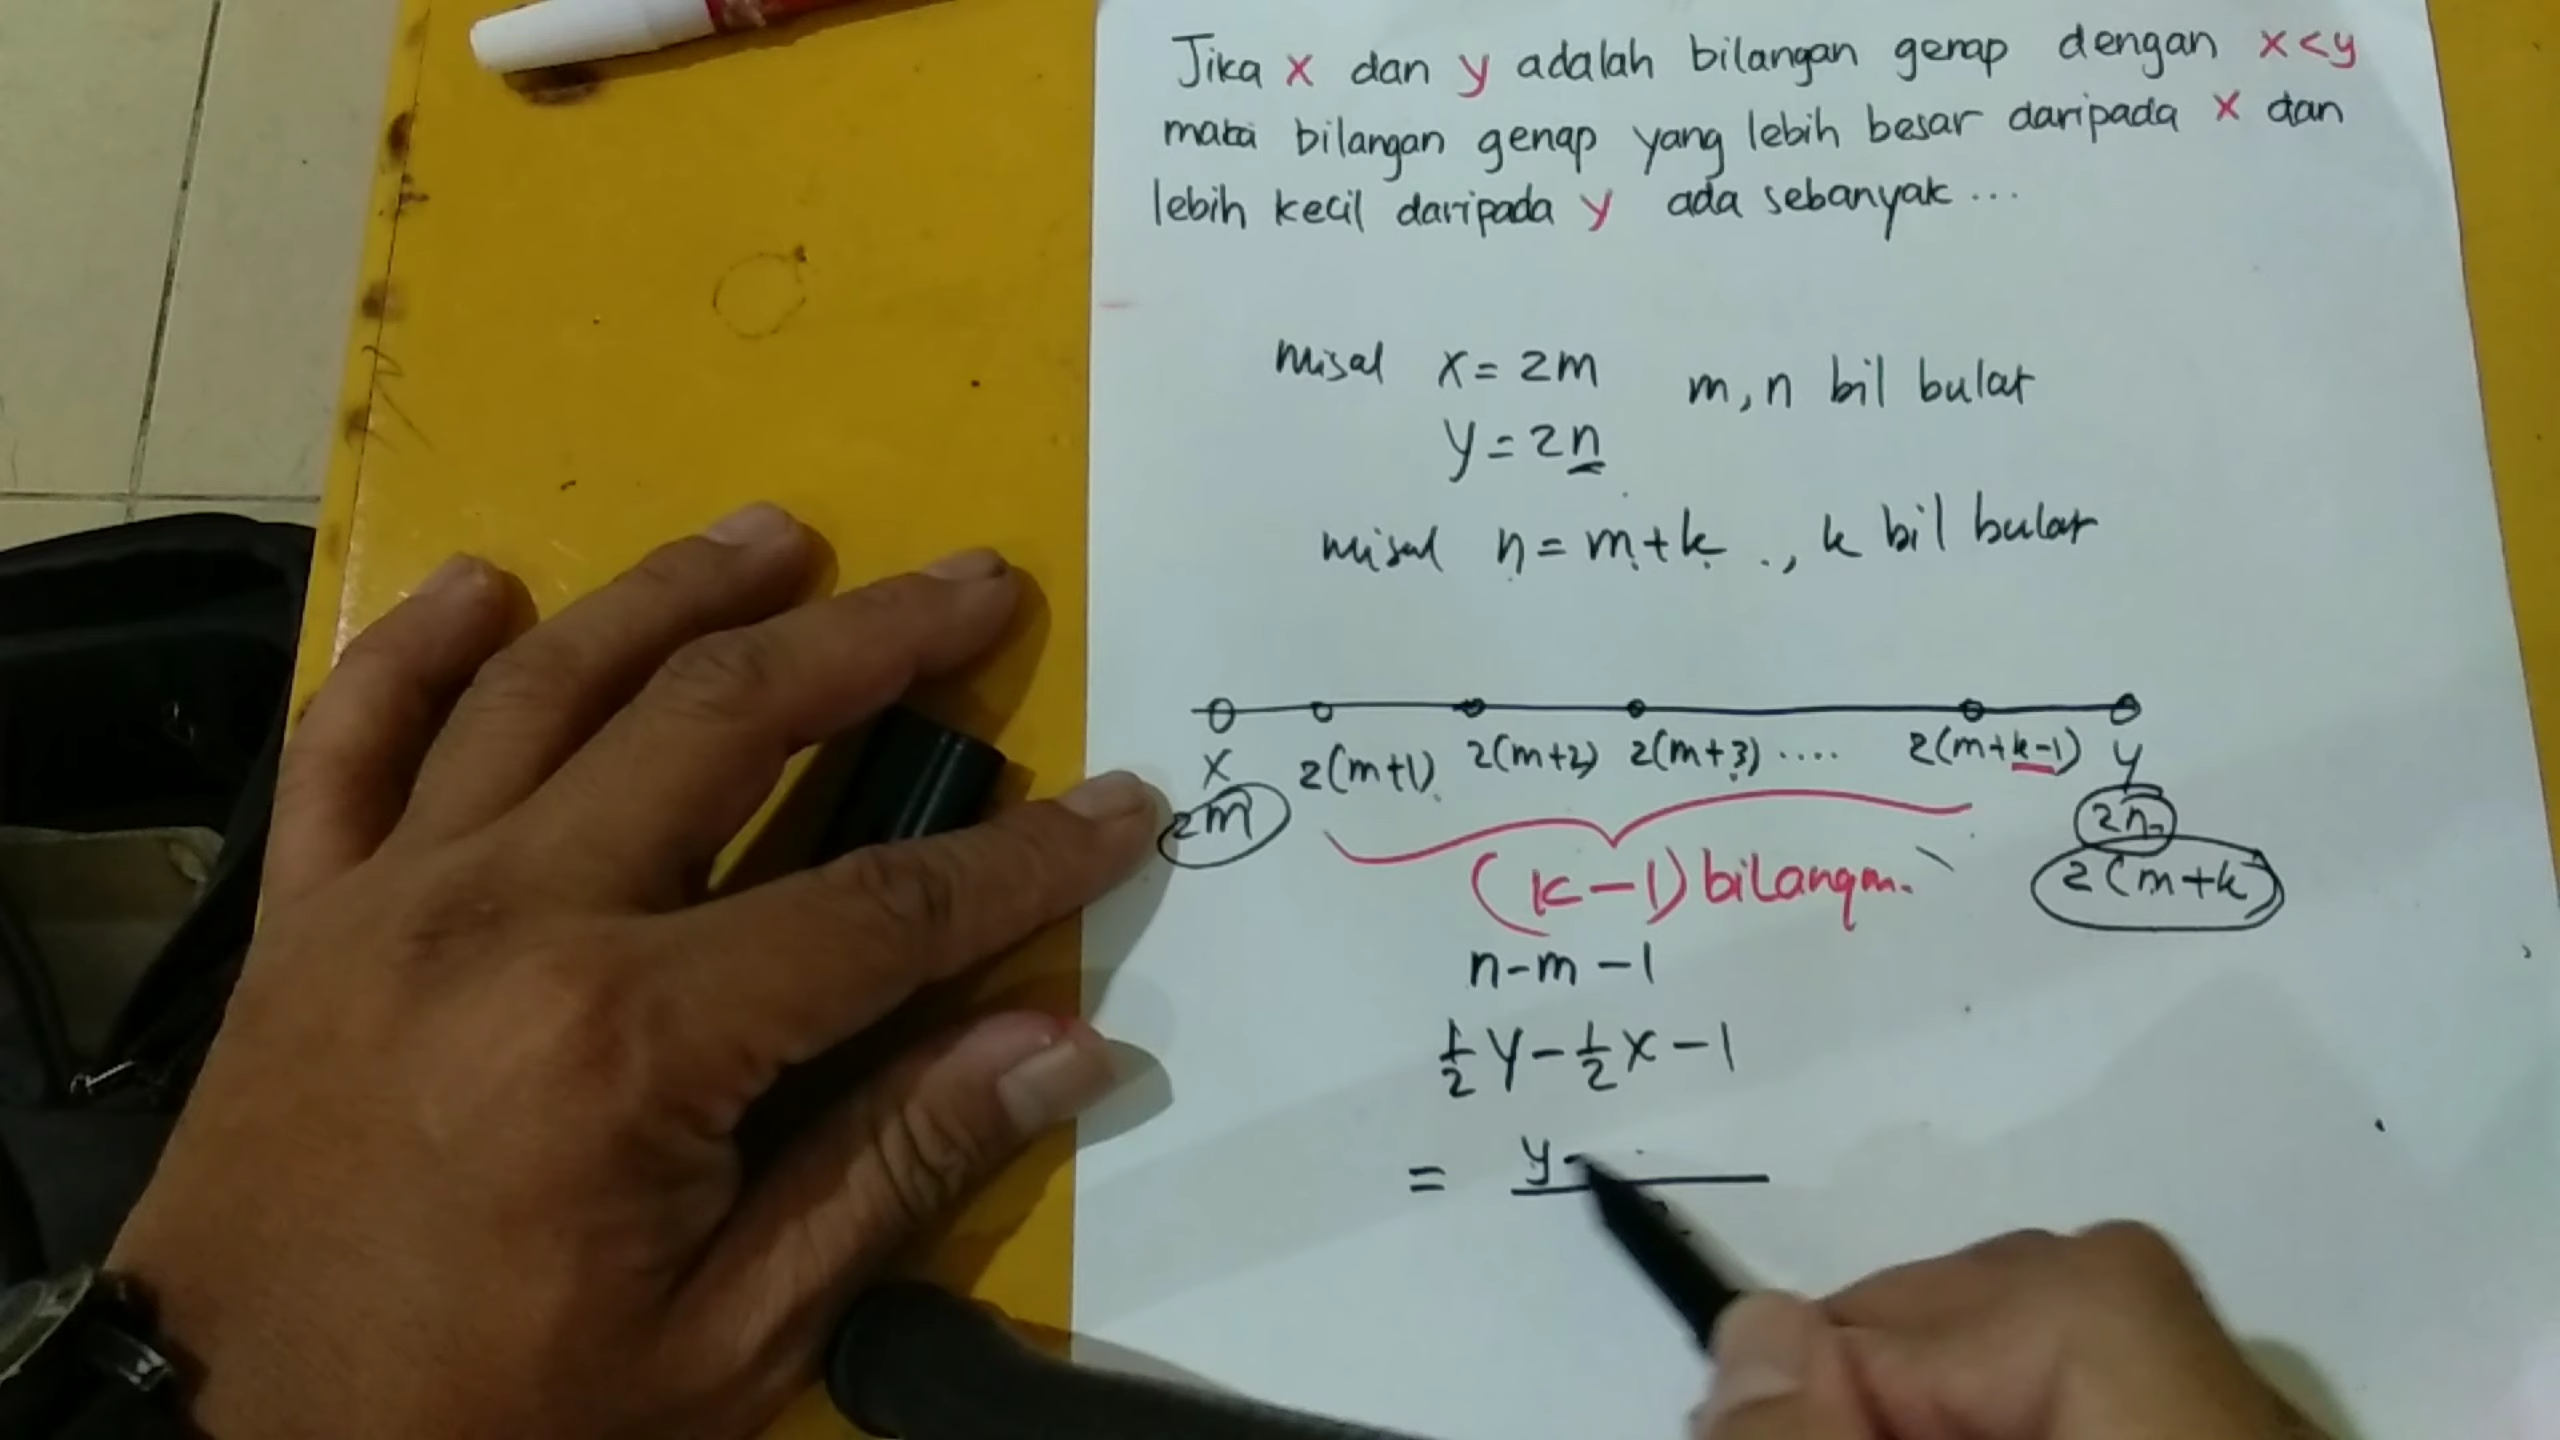 Jika x dan y adalah bilangan genap dengan x<y
maka bilangan genap yang lebih besar daripada x dan
lebih kecil daripada y ada sebanyak ...
misal x = 2m m, n bil bulat
y = 2n
misal n = m+k , k bil bulat
x 2(m+1) 2(m+2) 2(m+3) .... 2(m+k-1) y
2m 2n
2(m+k)
(k-1) bilangan.
n-m-1
½y-½x-1
= y-